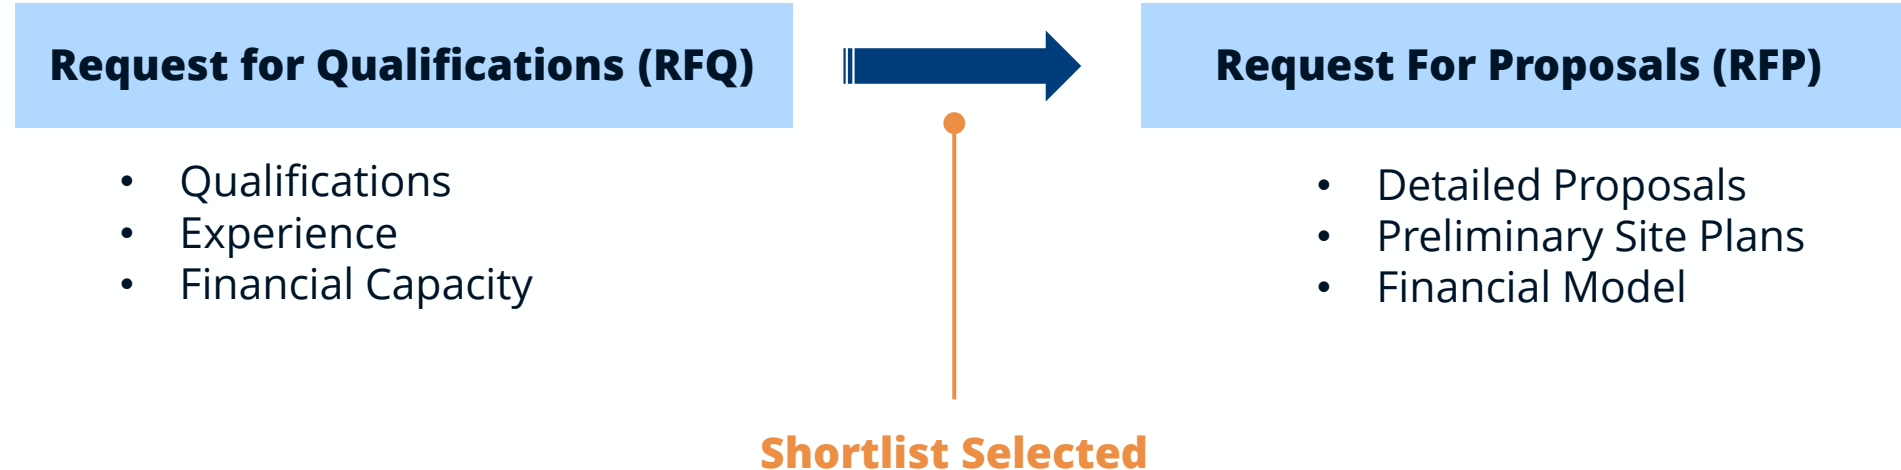 Request for Qualifications (RFQ)
• Qualifications
• Experience
• Financial Capacity
Shortlist Selected
Request For Proposals (RFP)
• Detailed Proposals
• Preliminary Site Plans
• Financial Model